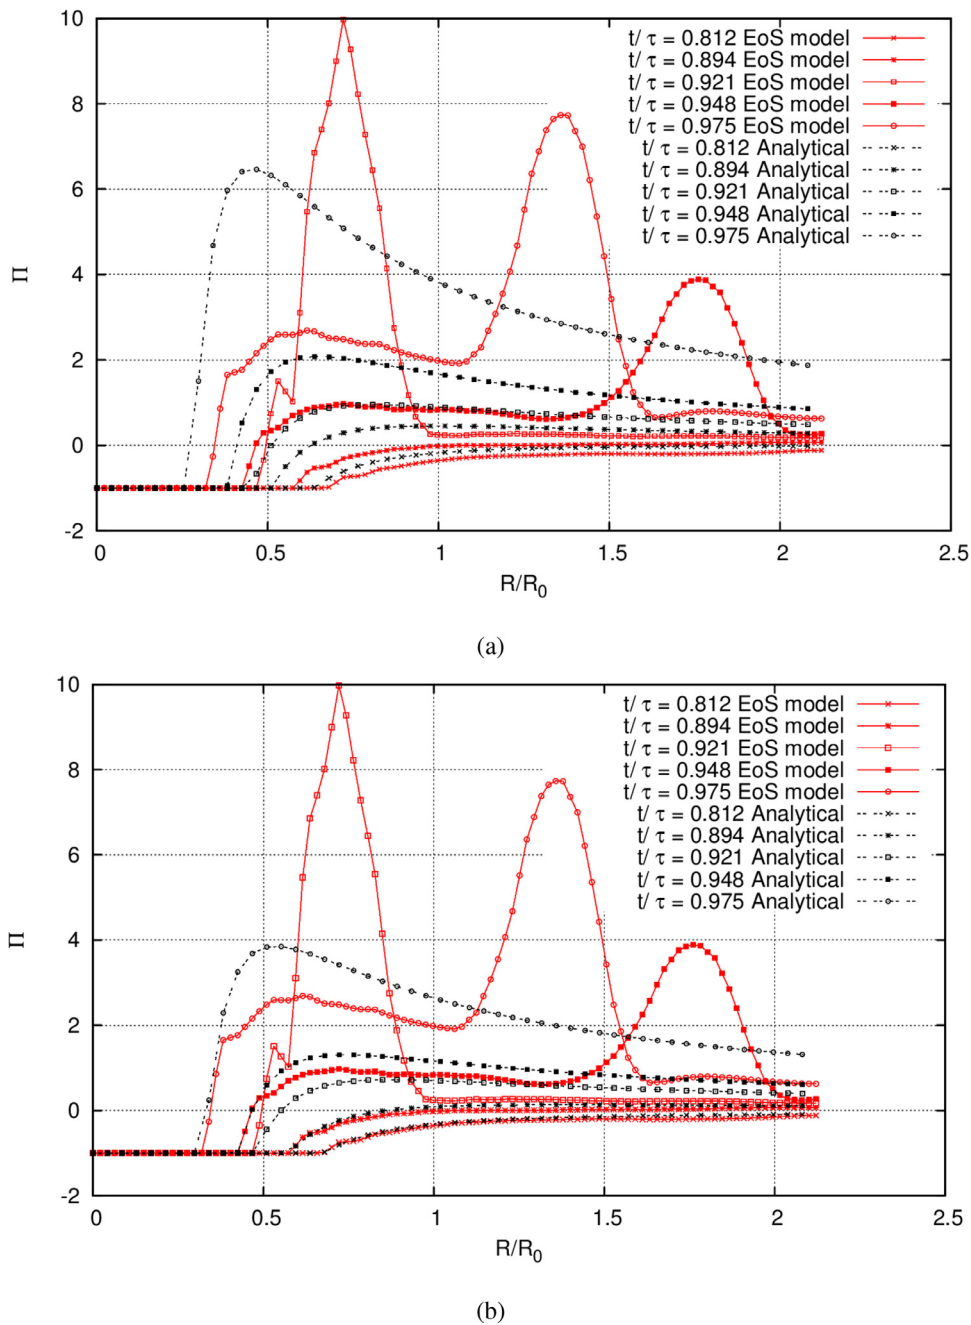 10
8
6
4
2
0
-2
Π
t/ τ = 0.812 EoS model
t/ τ = 0.894 EoS model
t/ τ = 0.921 EoS model
t/ τ = 0.948 EoS model
t/ τ = 0.975 EoS model
t/ τ = 0.812 Analytical
t/ τ = 0.894 Analytical
t/ τ = 0.921 Analytical
t/ τ = 0.948 Analytical
t/ τ = 0.975 Analytical
0 0.5 1 1.5 2 2.5
R/R₀
(a)
10
8
6
4
2
0
-2
Π
t/ τ = 0.812 EoS model
t/ τ = 0.894 EoS model
t/ τ = 0.921 EoS model
t/ τ = 0.948 EoS model
t/ τ = 0.975 EoS model
t/ τ = 0.812 Analytical
t/ τ = 0.894 Analytical
t/ τ = 0.921 Analytical
t/ τ = 0.948 Analytical
t/ τ = 0.975 Analytical
0 0.5 1 1.5 2 2.5
R/R₀
(b)